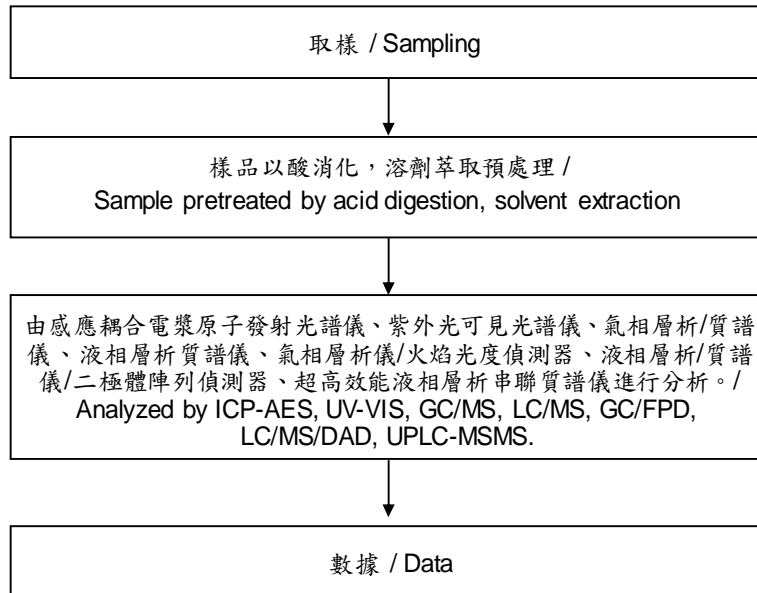 取樣 / Sampling
樣品以酸消化，溶劑萃取預處理 /
Sample pretreated by acid digestion, solvent extraction
由感應耦合電漿原子發射光譜儀、紫外光可見光譜儀、氣相層析/質譜
儀、液相層析質譜儀、氣相層析儀/火焰光度偵測器、液相層析/質譜
儀/二極體陣列偵測器、超高效能液相層析串聯質譜儀進行分析。/
Analyzed by ICP-AES, UV-VIS, GC/MS, LC/MS, GC/FPD,
LC/MS/DAD, UPLC-MSMS.
數據 / Data